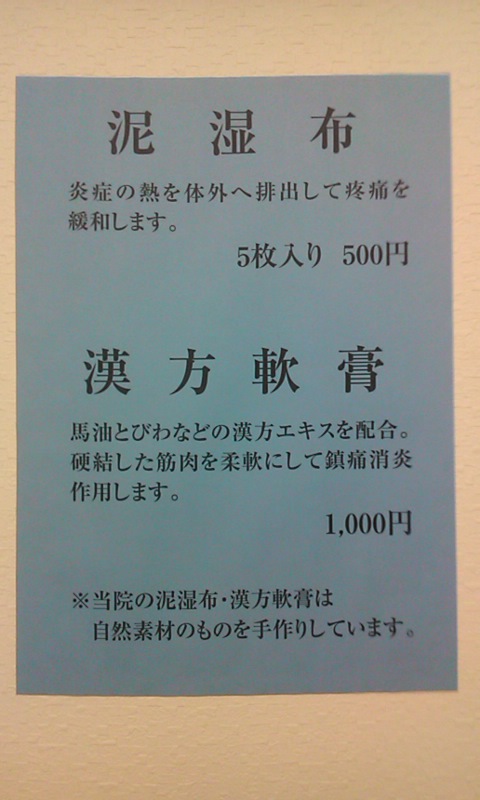 泥湿布
炎症の熱を体外へ排出して疼痛を
緩和します。
5枚入り 500円
漢方軟膏
馬油とびわなどの漢方エキスを配合。
硬結した筋肉を柔軟にして鎮痛消炎
作用します。
1,000円
※当院の泥湿布・漢方軟膏は
自然素材のものを手作りしています。